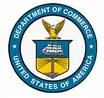 DEPARTMENT OF COMMERCE
UNITED STATES OF AMERICA